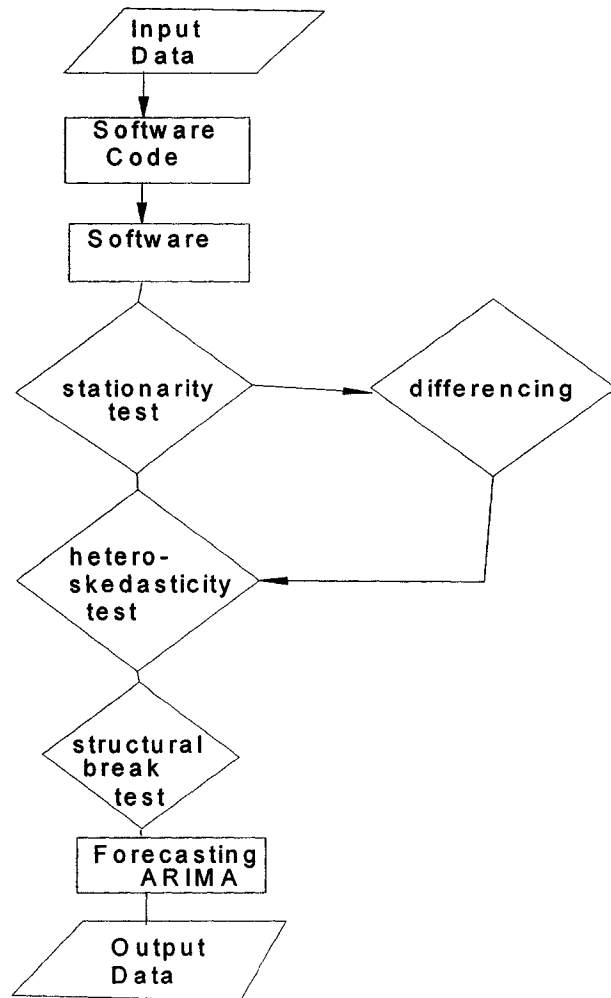 Input
Data
Software
Code
Software
stationarity
test
differencing
hetero-
skedasticity
test
structural
break
test
Forecasting
ARIMA
Output
Data